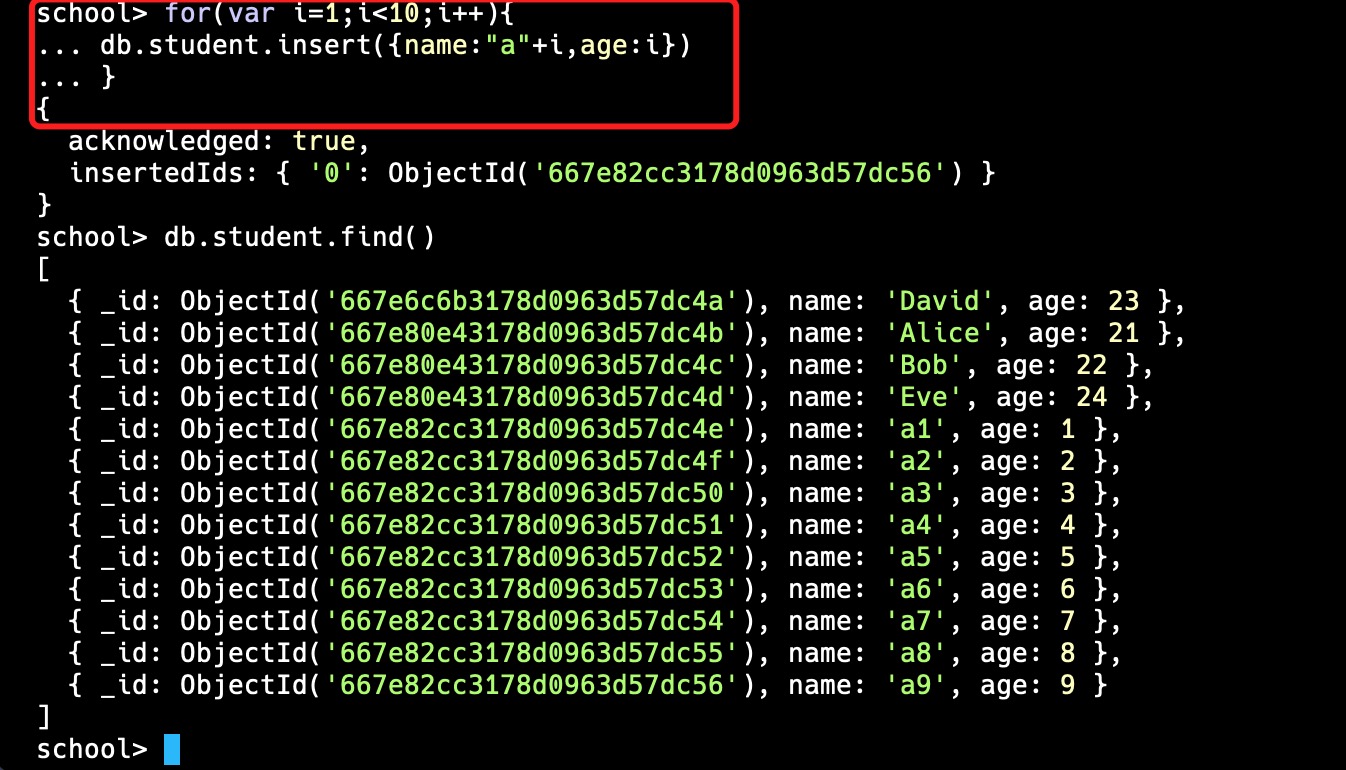 school> for(var i=1;i<10;i++){
... db.student.insert({name:"a"+i,age:i})
... }
{
  acknowledged: true,
  insertedIds: { '0': ObjectId('667e82cc3178d0963d57dc56') }
}
school> db.student.find()
[
  { _id: ObjectId('667e6c6b3178d0963d57dc4a'), name: 'David', age: 23 },
  { _id: ObjectId('667e80e43178d0963d57dc4b'), name: 'Alice', age: 21 },
  { _id: ObjectId('667e80e43178d0963d57dc4c'), name: 'Bob', age: 22 },
  { _id: ObjectId('667e80e43178d0963d57dc4d'), name: 'Eve', age: 24 },
  { _id: ObjectId('667e82cc3178d0963d57dc4e'), name: 'a1', age: 1 },
  { _id: ObjectId('667e82cc3178d0963d57dc4f'), name: 'a2', age: 2 },
  { _id: ObjectId('667e82cc3178d0963d57dc50'), name: 'a3', age: 3 },
  { _id: ObjectId('667e82cc3178d0963d57dc51'), name: 'a4', age: 4 },
  { _id: ObjectId('667e82cc3178d0963d57dc52'), name: 'a5', age: 5 },
  { _id: ObjectId('667e82cc3178d0963d57dc53'), name: 'a6', age: 6 },
  { _id: ObjectId('667e82cc3178d0963d57dc54'), name: 'a7', age: 7 },
  { _id: ObjectId('667e82cc3178d0963d57dc55'), name: 'a8', age: 8 },
  { _id: ObjectId('667e82cc3178d0963d57dc56'), name: 'a9', age: 9 }
]
school>